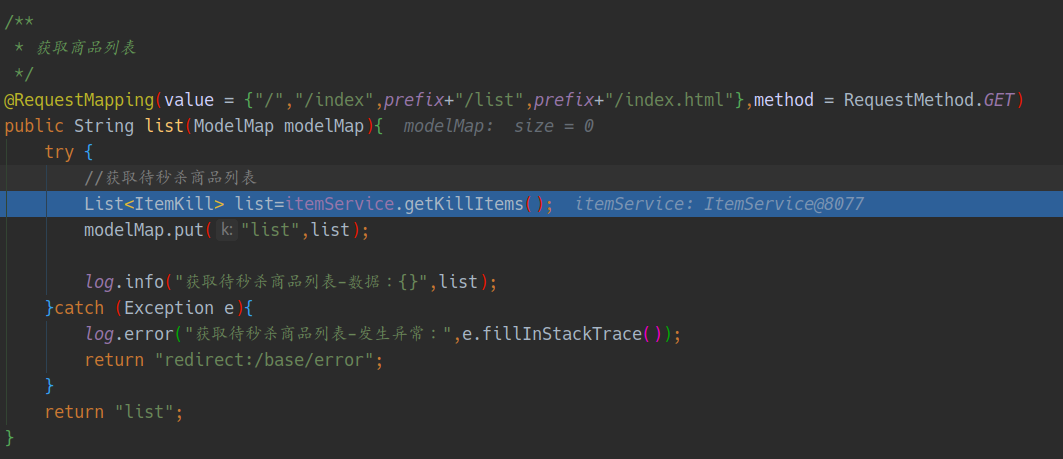 /**
 * 获取商品列表
 */
@RequestMapping(value = {"/","/index",prefix+"/list",prefix+"/index.html"},method = RequestMethod.GET)
public String list(ModelMap modelMap){  modelMap:  size = 0
    try {
        //获取待秒杀商品列表
        List<ItemKill> list=itemService.getKillItems();  itemService: ItemService@8077
        modelMap.put( k: "list",list);

        log.info("获取待秒杀商品列表-数据：{}",list);
    }catch (Exception e){
        log.error("获取待秒杀商品列表-发生异常：",e.fillInStackTrace());
        return "redirect:/base/error";
    }
    return "list";
}